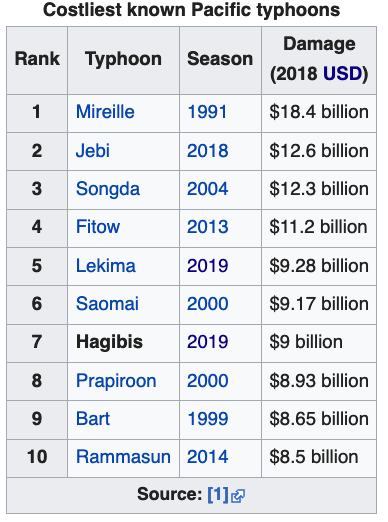 Costliest known Pacific typhoons
Rank Typhoon Season Damage
(2018 USD)
1 Mireille 1991 $18.4 billion
2 Jebi 2018 $12.6 billion
3 Songda 2004 $12.3 billion
4 Fitow 2013 $11.2 billion
5 Lekima 2019 $9.28 billion
6 Saomai 2000 $9.17 billion
7 Hagibis 2019 $9 billion
8 Prapiroon 2000 $8.93 billion
9 Bart 1999 $8.65 billion
10 Rammasun 2014 $8.5 billion
Source: [1]